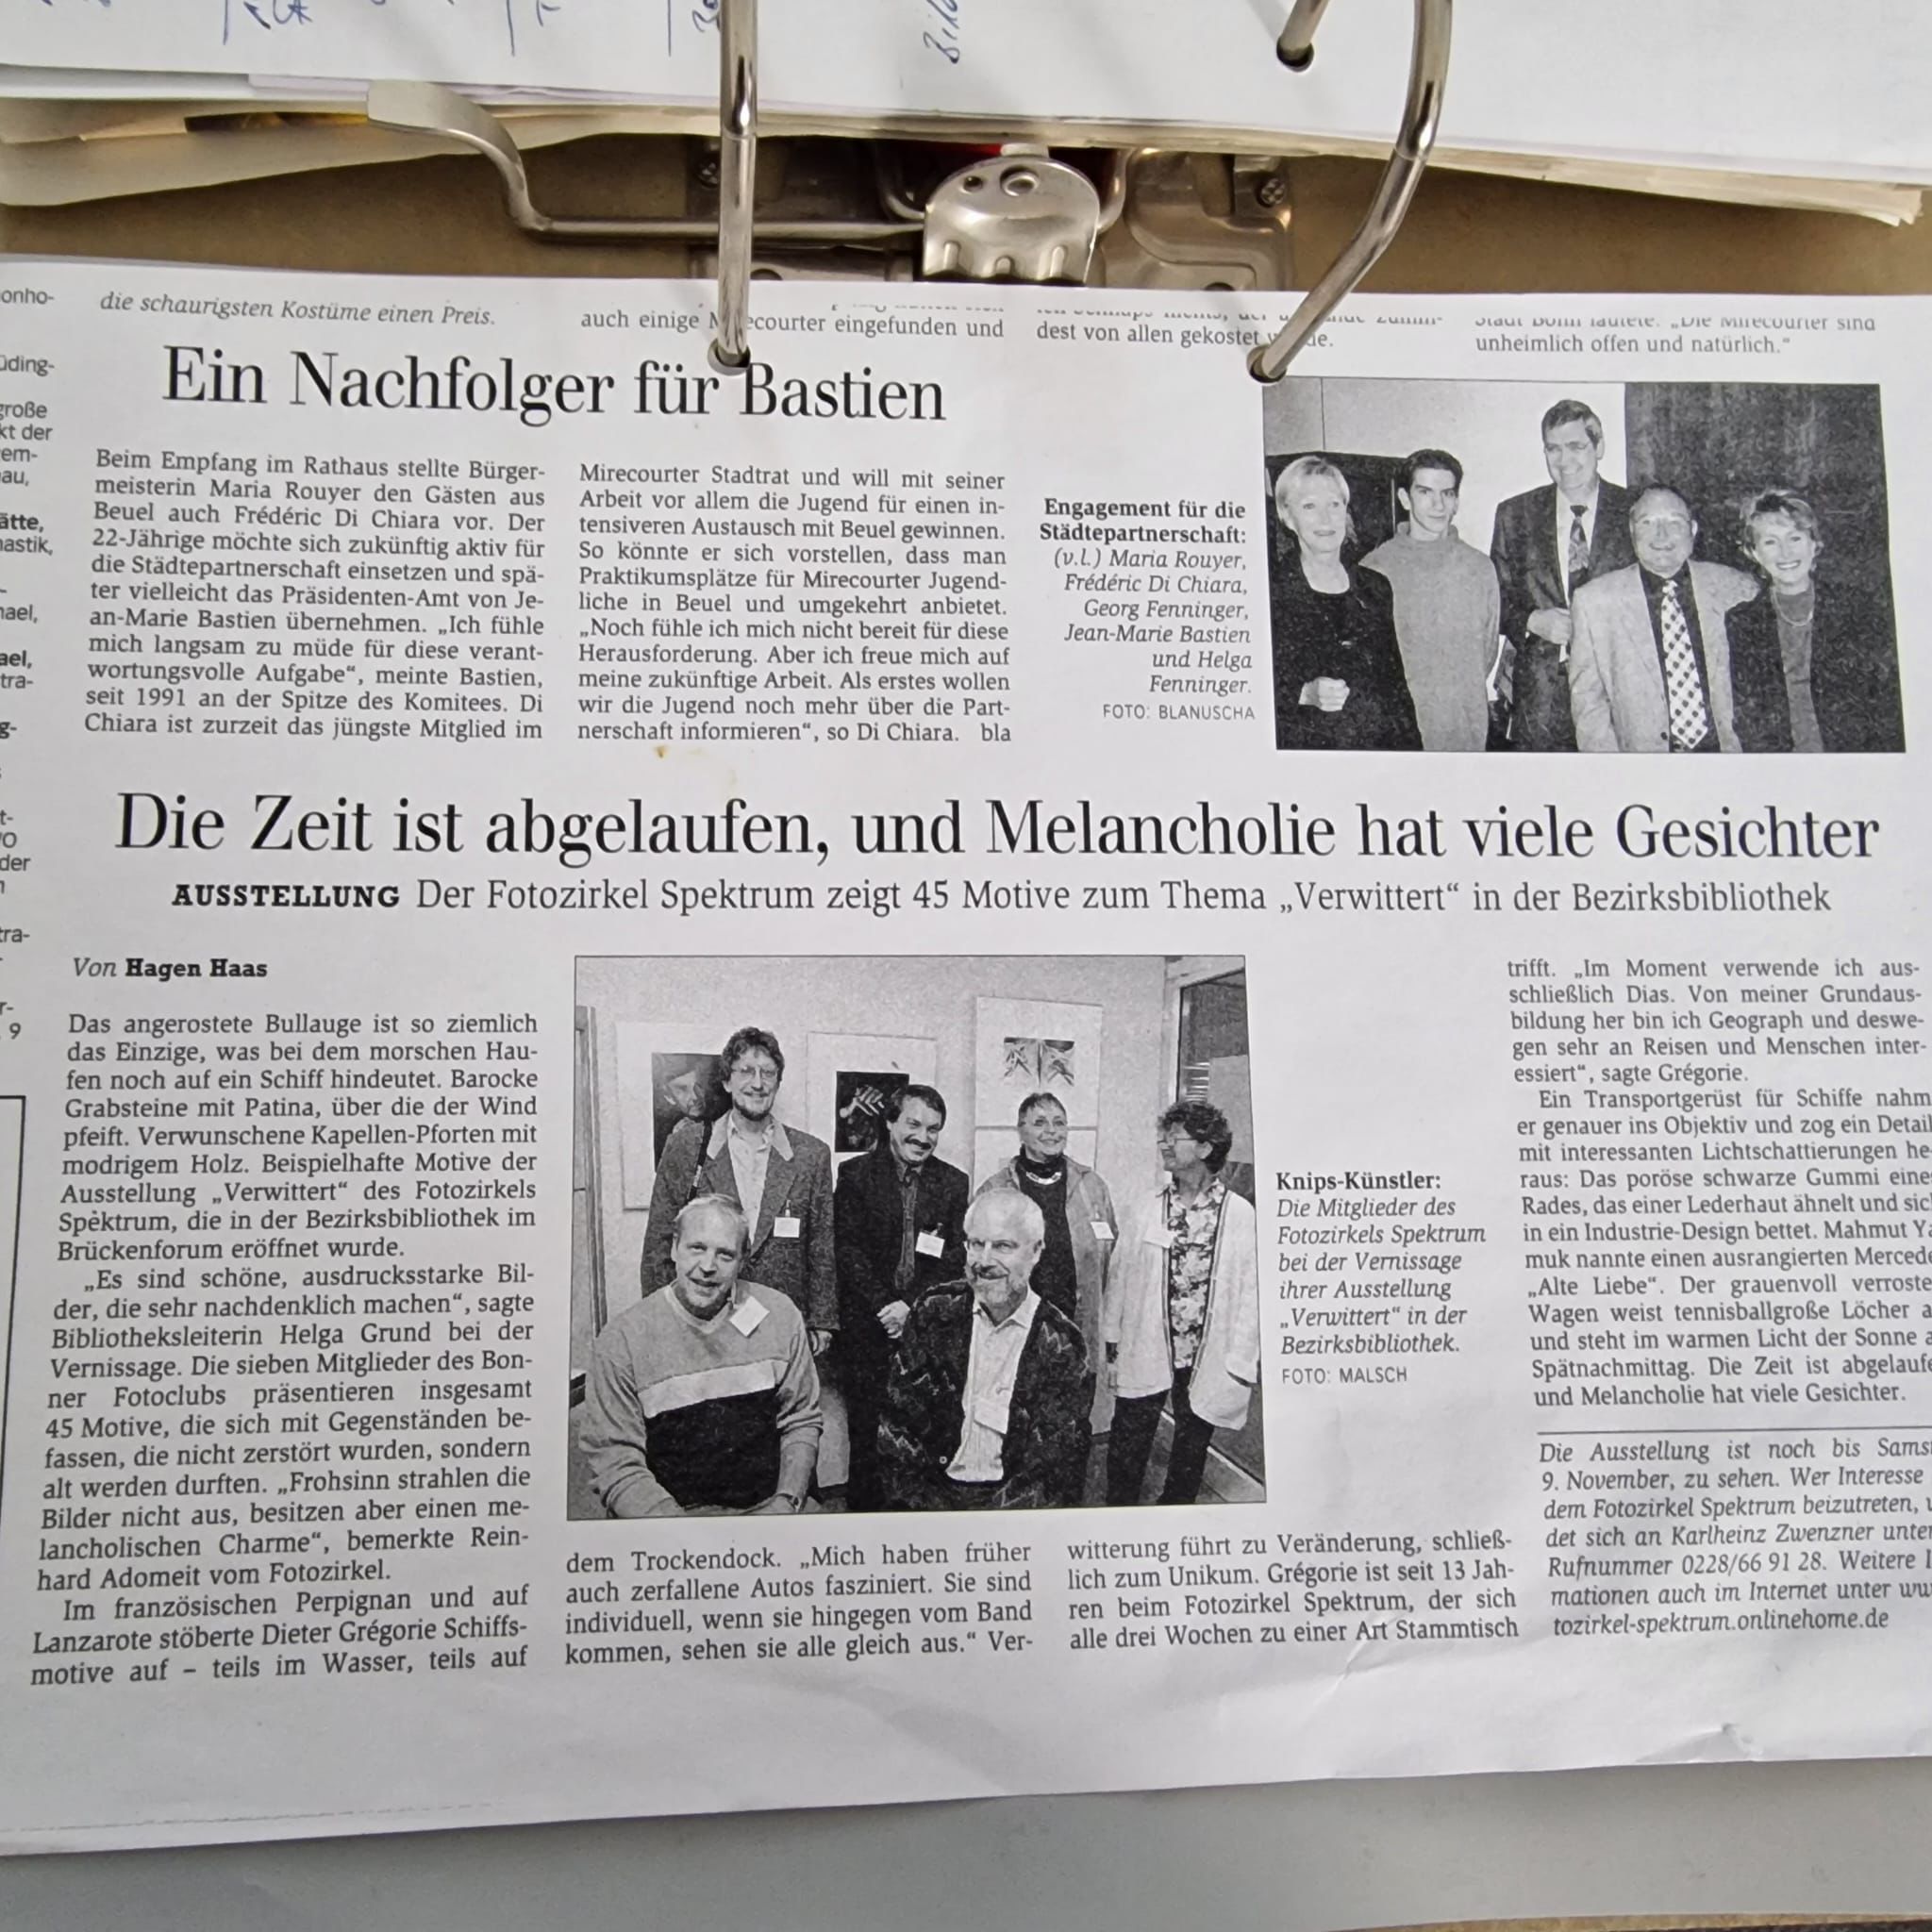 die schaurigsten Kostüme einen Preis.
auch einige ecourter eingefunden und
dest von allen gekostet
Stadt Bonn lautete: „Die Mirecourter sind
unheimlich offen und natürlich.“
Ein Nachfolger für Bastien
Beim Empfang im Rathaus stellte Bürger-
meisterin Maria Rouyer den Gästen aus
Beuel auch Frédéric Di Chiara vor. Der
22-Jährige möchte sich zukünftig aktiv für
die Städtepartnerschaft einsetzen und spä-
ter vielleicht das Präsidenten-Amt von Je-
an-Marie Bastien übernehmen. „Ich fühle
mich langsam zu müde für diese verant-
wortungsvolle Aufgabe“, meinte Bastien,
seit 1991 an der Spitze des Komitees. Di
Chiara ist zurzeit das jüngste Mitglied im
Mirecourter Stadtrat und will mit seiner
Arbeit vor allem die Jugend für einen in-
tensiveren Austausch mit Beuel gewinnen.
So könnte er sich vorstellen, dass man
Praktikumsplätze für Mirecourter Jugend-
liche in Beuel und umgekehrt anbietet.
„Noch fühle ich mich nicht bereit für diese
Herausforderung. Aber ich freue mich auf
meine zukünftige Arbeit. Als erstes wollen
wir die Jugend noch mehr über die Part-
nerschaft informieren“, so Di Chiara. bla
Engagement für die
Städtepartnerschaft:
(v.l.) Maria Rouyer,
Frédéric Di Chiara,
Georg Fenninger,
Jean-Marie Bastien
und Helga
Fenninger.
FOTO: BLANUSCHA
Die Zeit ist abgelaufen, und Melancholie hat viele Gesichter
AUSSTELLUNG Der Fotozirkel Spektrum zeigt 45 Motive zum Thema „Verwittert“ in der Bezirksbibliothek
Von Hagen Haas
Das angerostete Bullauge ist so ziemlich
das Einzige, was bei dem morschen Hau-
fen noch auf ein Schiff hindeutet. Barocke
Grabsteine mit Patina, über die der Wind
pfeift. Verwunschene Kapellen-Pforten mit
modrigem Holz. Beispielhafte Motive der
Ausstellung „Verwittert“ des Fotozirkels
Spektrum, die in der Bezirksbibliothek im
Brückenforum eröffnet wurde.
„Es sind schöne, ausdrucksstarke Bil-
der, die sehr nachdenklich machen“, sagte
Bibliotheksleiterin Helga Grund bei der
Vernissage. Die sieben Mitglieder des Bon-
ner Fotoclubs präsentieren insgesamt
45 Motive, die sich mit Gegenständen be-
fassen, die nicht zerstört wurden, sondern
alt werden durften. „Frohsinn strahlen die
Bilder nicht aus, besitzen aber einen me-
lancholischen Charme“, bemerkte Rein-
hard Adomeit vom Fotozirkel.
Im französischen Perpignan und auf
Lanzarote stöberte Dieter Grégorie Schiffs-
motive auf – teils im Wasser, teils auf
dem Trockendock. „Mich haben früher
auch zerfallene Autos fasziniert. Sie sind
individuell, wenn sie hingegen vom Band
kommen, sehen sie alle gleich aus.“ Ver-
witterung führt zu Veränderung, schließ-
lich zum Unikum. Grégorie ist seit 13 Jah-
ren beim Fotozirkel Spektrum, der sich
alle drei Wochen zu einer Art Stammtisch
Knips-Künstler:
Die Mitglieder des
Fotozirkels Spektrum
bei der Vernissage
ihrer Ausstellung
„Verwittert“ in der
Bezirksbibliothek.
FOTO: MALSCH
trifft. „Im Moment verwende ich aus-
schließlich Dias. Von meiner Grundaus-
bildung her bin ich Geograph und deswe-
gen sehr an Reisen und Menschen inter-
essiert“, sagte Grégorie.
Ein Transportgerüst für Schiffe nahm
er genauer ins Objektiv und zog ein Detail
mit interessanten Lichtschattierungen he-
raus: Das poröse schwarze Gummi eine
Rades, das einer Lederhaut ähnelt und sic
in ein Industrie-Design bettet. Mahmut Ya
muk nannte einen ausrangierten Mercede
„Alte Liebe“. Der grauenvoll verroste
Wagen weist tennisballgroße Löcher a
und steht im warmen Licht der Sonne a
Spätnachmittag. Die Zeit ist abgelaufe
und Melancholie hat viele Gesichter.
Die Ausstellung ist noch bis Sams
9. November, zu sehen. Wer Interesse
dem Fotozirkel Spektrum beizutreten,
det sich an Karlheinz Zwenzner unter
Rufnummer 0228/66 91 28. Weitere I
mationen auch im Internet unter ww
tozirkel-spektrum.onlinehome.de